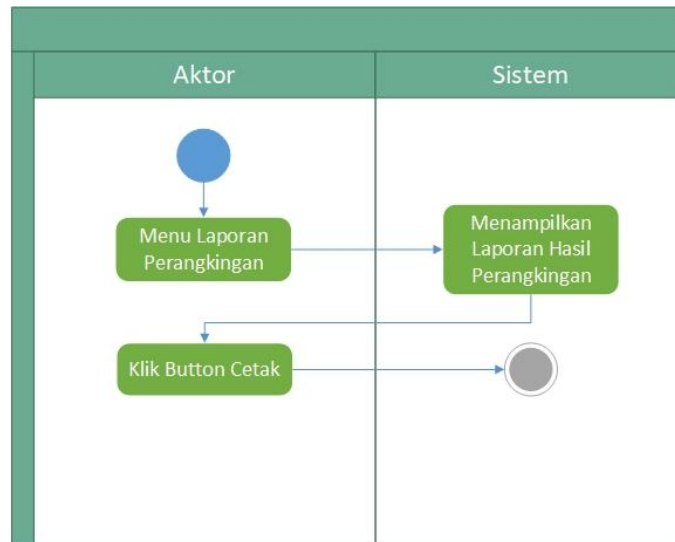 Aktor
Sistem
Menu Laporan
Perangkingan
Menampilkan
Laporan Hasil
Perangkingan
Klik Button Cetak